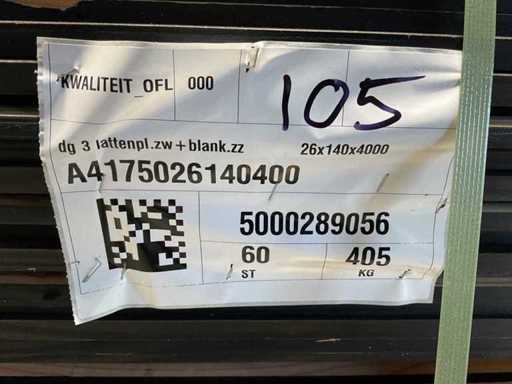 KWALITEIT_OFL 000 105
dg 3 lattenpl.zw+blank.zz 26x140x4000
A4175026140400
5000289056
60 405
ST KG